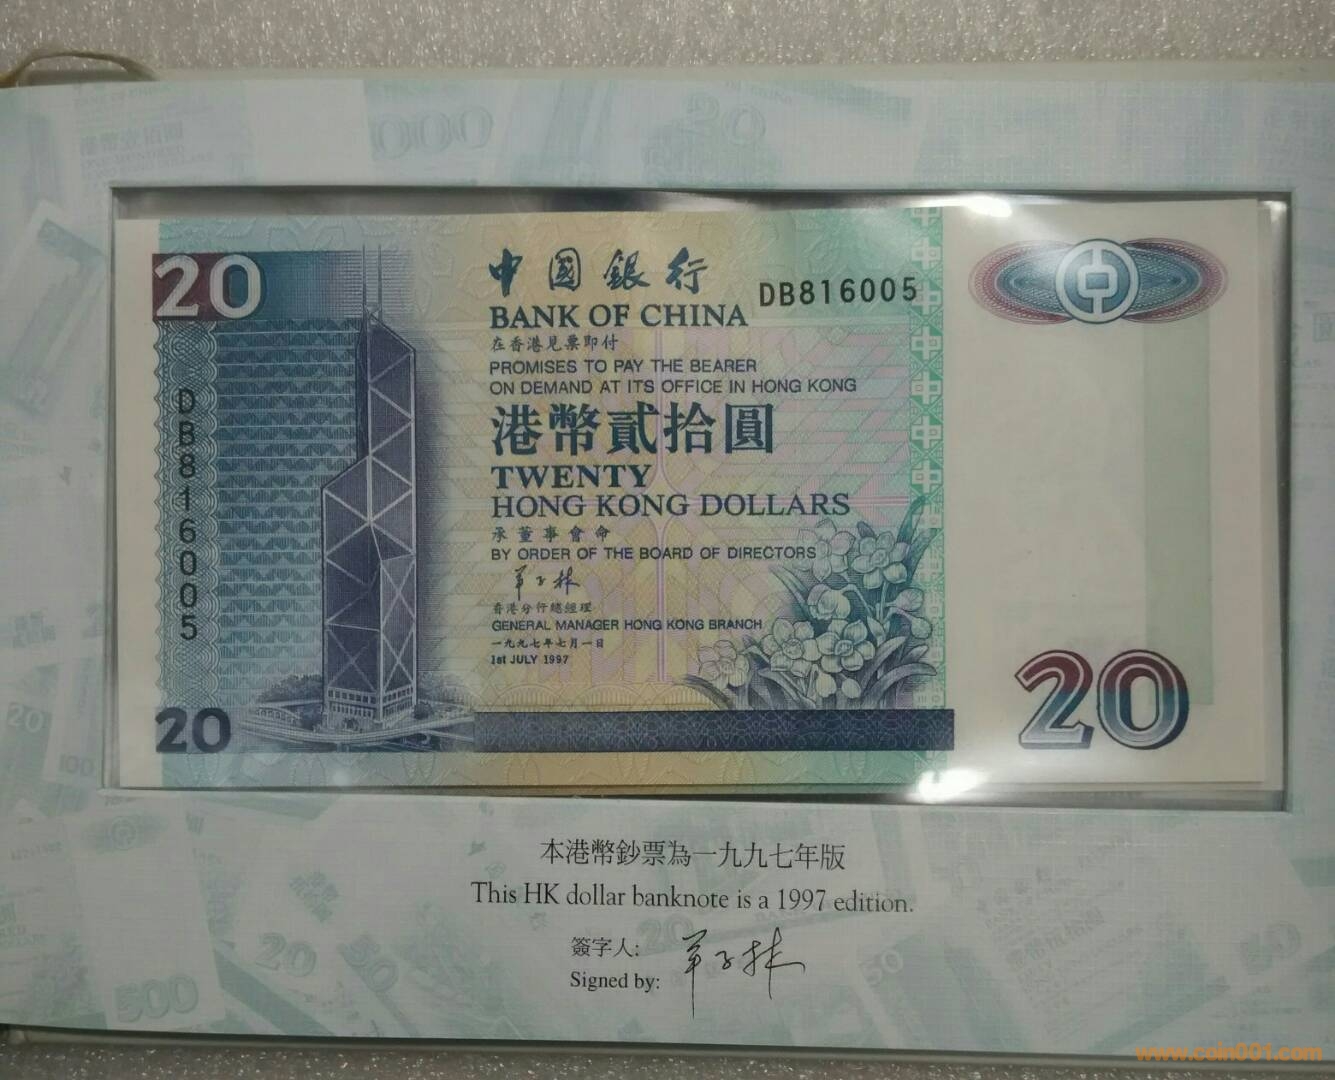 20
中國銀行
DB816005
BANK OF CHINA
在香港見票即付
PROMISES TO PAY THE BEARER
ON DEMAND AT ITS OFFICE IN HONG KONG
港幣貳拾圓
TWENTY
HONG KONG DOLLARS
承董事會命
BY ORDER OF THE BOARD OF DIRECTORS
香港分行總經理
GENERAL MANAGER HONG KONG BRANCH
一九九七年七月一日
1st JULY 1997
DB816005
20
20
本港幣鈔票為一九九七年版
This HK dollar banknote is a 1997 edition.
簽字人:
Signed by:
www.coin001.com